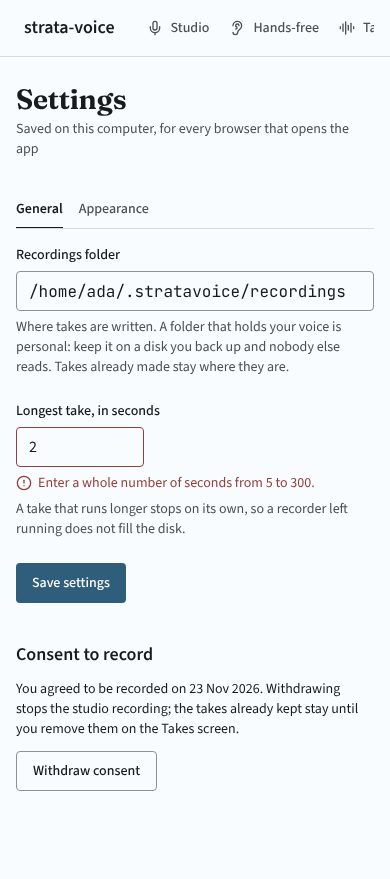 strata-voice Studio Hands-free Ta
Settings
Saved on this computer, for every browser that opens the
app
General Appearance
Recordings folder
/home/ada/.stratavoice/recordings
Where takes are written. A folder that holds your voice is
personal: keep it on a disk you back up and nobody else
reads. Takes already made stay where they are.
Longest take, in seconds
2
Enter a whole number of seconds from 5 to 300.
A take that runs longer stops on its own, so a recorder left
running does not fill the disk.
Save settings
Consent to record
You agreed to be recorded on 23 Nov 2026. Withdrawing
stops the studio recording; the takes already kept stay until
you remove them on the Takes screen.
Withdraw consent